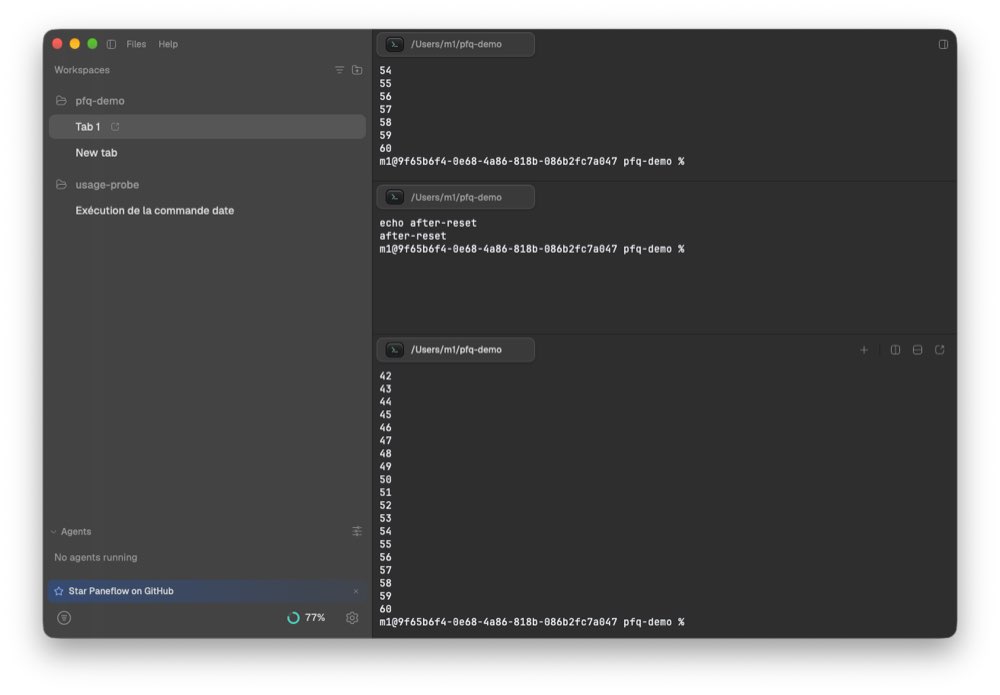 Files Help
Workspaces
pfq-demo
Tab 1
New tab
usage-probe
Exécution de la commande date
Agents
No agents running
Star Paneflow on GitHub
77%
/Users/m1/pfq-demo
54
55
56
57
58
59
60
m1@9f65b6f4-0e68-4a86-818b-086b2fc7a047 pfq-demo %
/Users/m1/pfq-demo
echo after-reset
after-reset
m1@9f65b6f4-0e68-4a86-818b-086b2fc7a047 pfq-demo %
/Users/m1/pfq-demo
42
43
44
45
46
47
48
49
50
51
52
53
54
55
56
57
58
59
60
m1@9f65b6f4-0e68-4a86-818b-086b2fc7a047 pfq-demo %